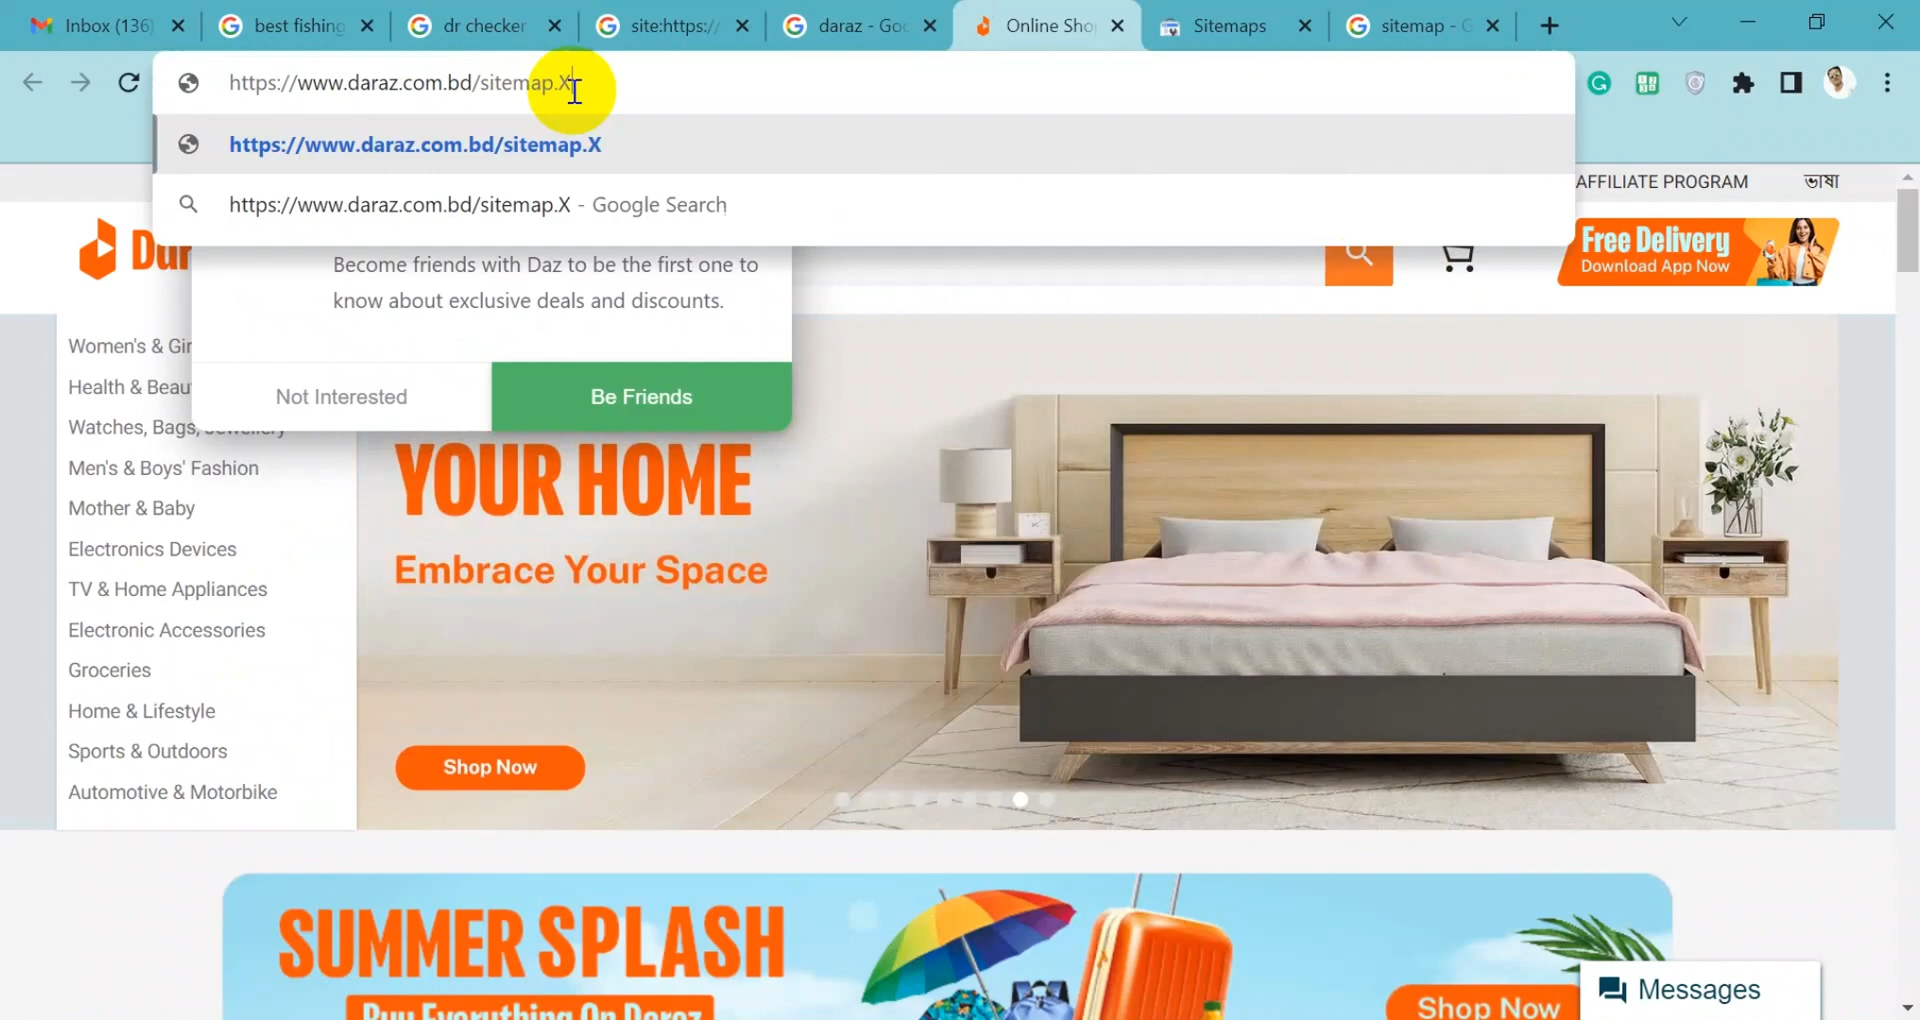 Inbox (136)
best fishing
dr checker
site:https://
daraz - Goo
Online Sho
Sitemaps
sitemap - G
https://www.daraz.com.bd/sitemap.X
https://www.daraz.com.bd/sitemap.X
https://www.daraz.com.bd/sitemap.X - Google Search
AFFILIATE PROGRAM
ভাষা
Become friends with Daz to be the first one to
know about exclusive deals and discounts.
Not Interested
Be Friends
Free Delivery
Download App Now
Women's & Gir
Health & Beau
Watches, Bags, Jewellery
Men's & Boys' Fashion
Mother & Baby
Electronics Devices
TV & Home Appliances
Electronic Accessories
Groceries
Home & Lifestyle
Sports & Outdoors
Automotive & Motorbike
YOUR HOME
Embrace Your Space
Shop Now
SUMMER SPLASH
Buy Everything On Daraz
Shop Now
Messages